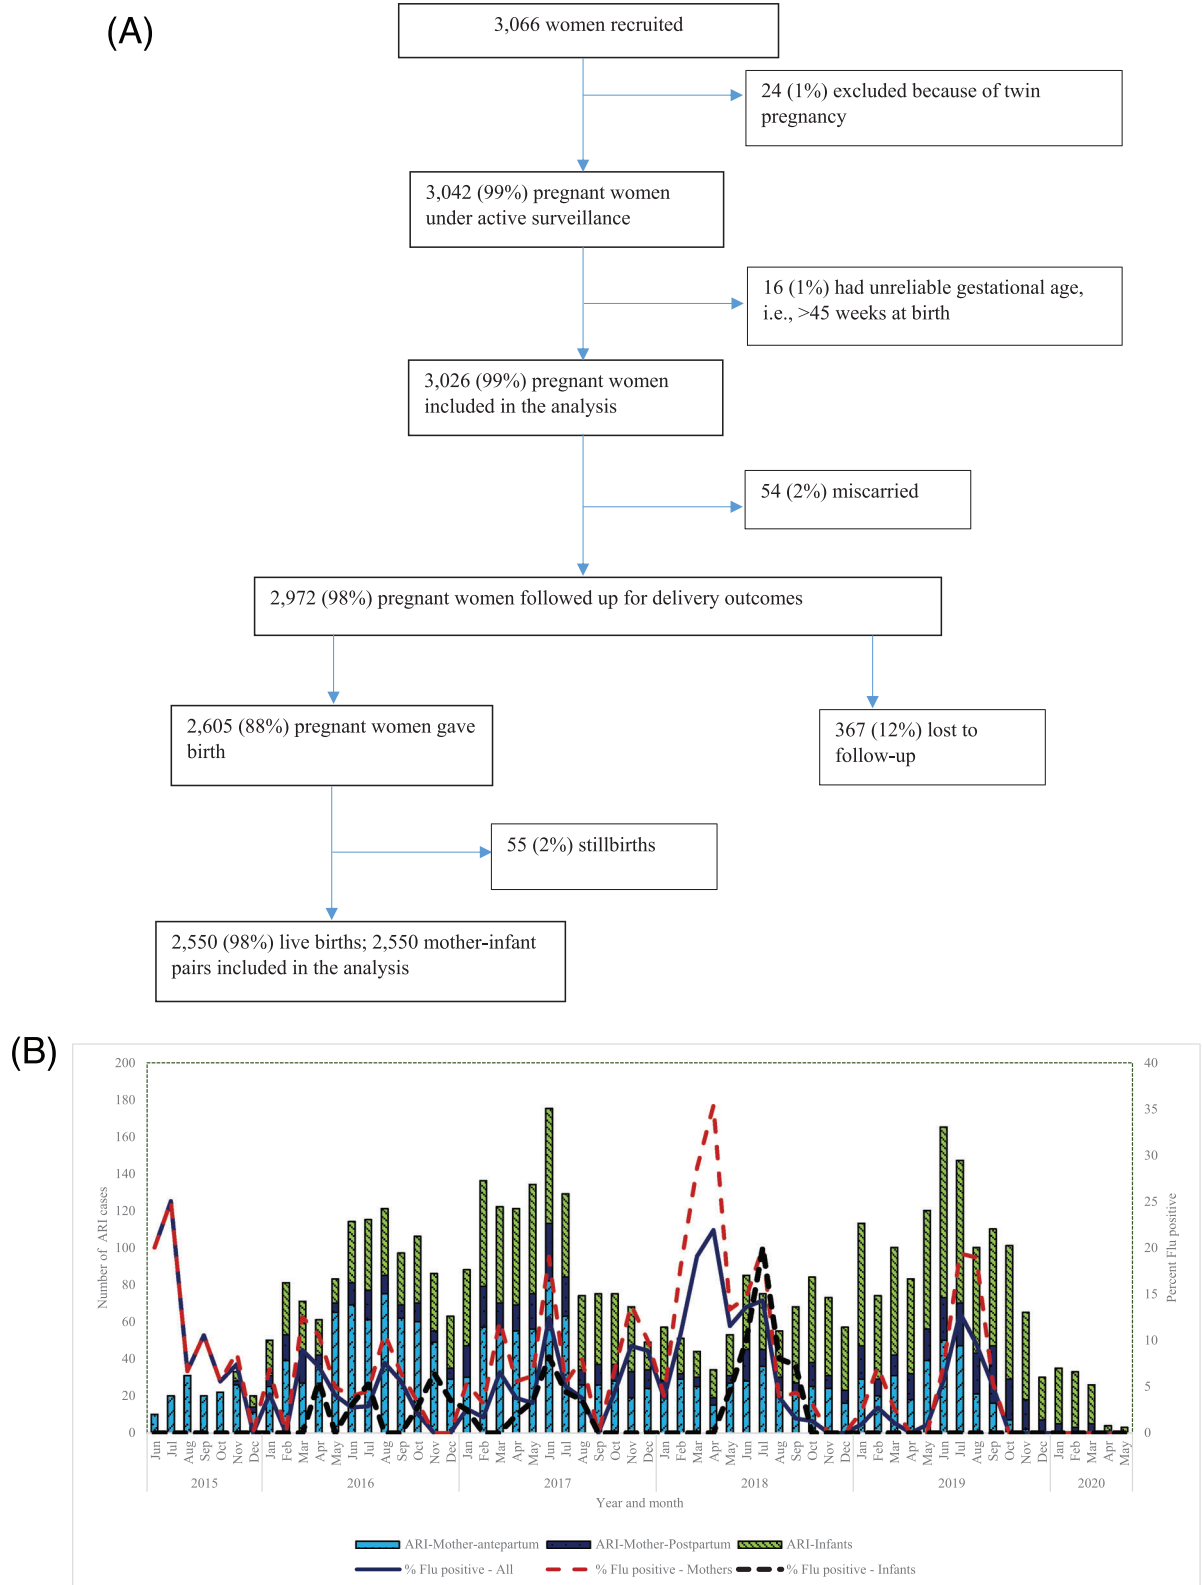 (A)
3,066 women recruited
24 (1%) excluded because of twin
pregnancy
3,042 (99%) pregnant women
under active surveillance
16 (1%) had unreliable gestational age,
i.e., >45 weeks at birth
3,026 (99%) pregnant women
included in the analysis
54 (2%) miscarried
2,972 (98%) pregnant women followed up for delivery outcomes
2,605 (88%) pregnant women gave
birth
367 (12%) lost to
follow-up
55 (2%) stillbirths
2,550 (98%) live births; 2,550 mother-infant
pairs included in the analysis
(B)
Number of ARI cases
200
180
160
140
120
100
80
60
40
20
0
40
35
30
25
20
15
10
5
0
Percent Flu positive
Jun Jul Aug Sep Oct Nov Dec Jan Feb Mar Apr May Jun Jul Aug Sep Oct Nov Dec Jan Feb Mar Apr May Jun Jul Aug Sep Oct Nov Dec Jan Feb Mar Apr May Jun Jul Aug Sep Oct Nov Dec Jan Feb Mar Apr May Jun Jul Aug Sep Oct Nov Dec Jan Feb Mar Apr May
2015 2016 2017 2018 2019 2020
Year and month
ARI-Mother-antepartum ARI-Mother-Postpartum ARI-Infants
% Flu positive - All % Flu positive - Mothers % Flu positive - Infants